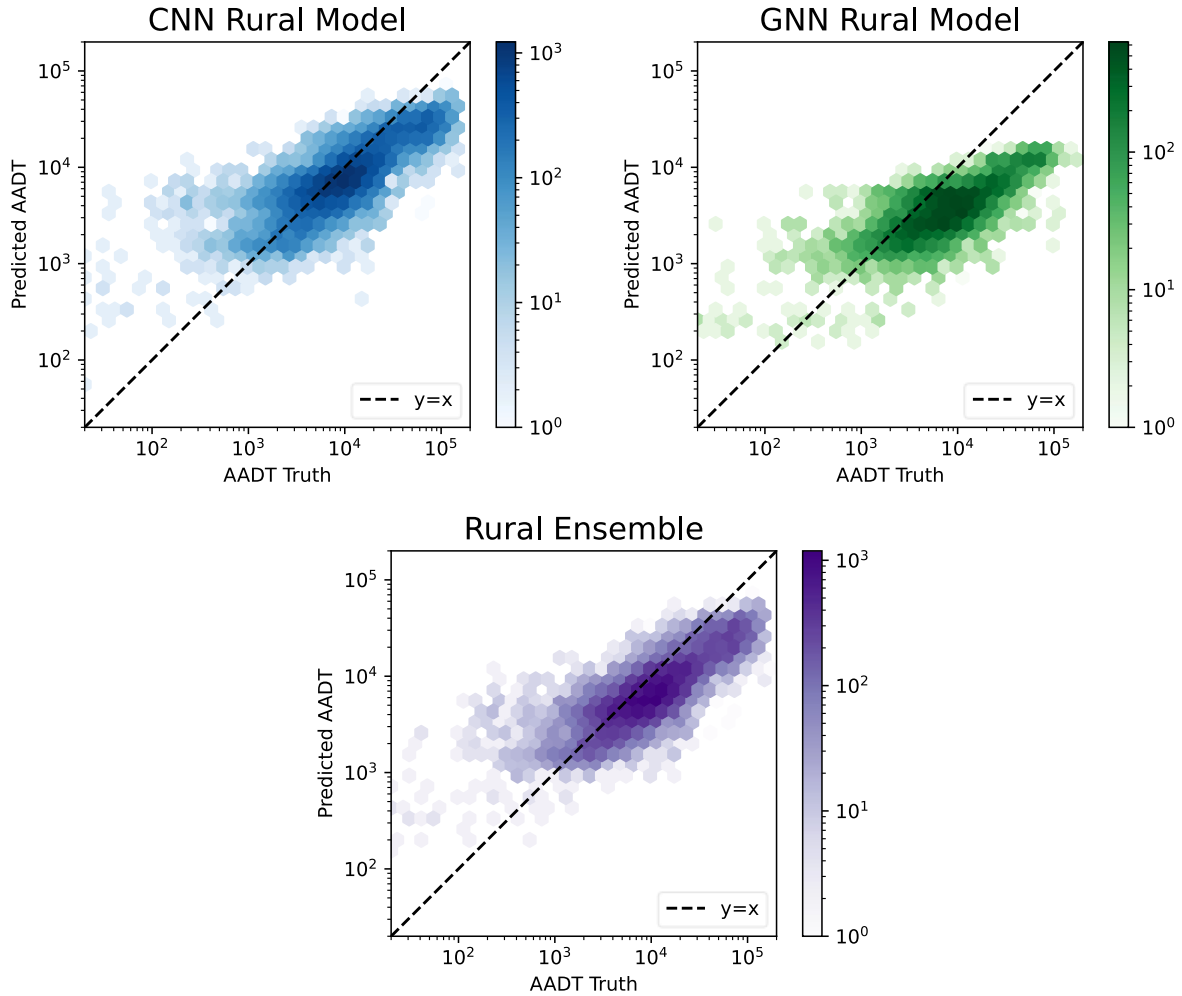 CNN Rural Model
GNN Rural Model
10⁵
10⁴
10³
10²
Predicted AADT
10² 10³ 10⁴ 10⁵
AADT Truth
y=x
10³
10²
10¹
10⁰
10⁵
10⁴
10³
10²
Predicted AADT
10² 10³ 10⁴ 10⁵
AADT Truth
y=x
10²
10¹
10⁰
Rural Ensemble
10⁵
10⁴
10³
10²
Predicted AADT
10² 10³ 10⁴ 10⁵
AADT Truth
y=x
10³
10²
10¹
10⁰